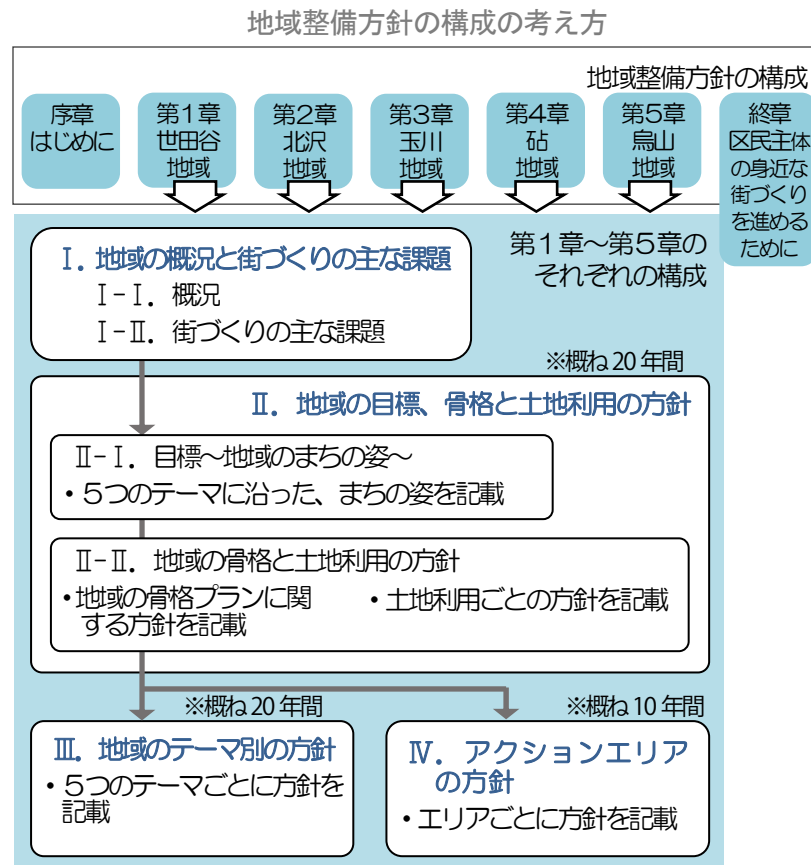 地域整備方針の構成の考え方
地域整備方針の構成
序章
はじめに
第1章
世田谷
地域
第2章
北沢
地域
第3章
玉川
地域
第4章
砧
地域
第5章
烏山
地域
終章
区民主体
の身近な
街づくり
を進める
ために
第1章~第5章の
それぞれの構成
Ⅰ. 地域の概況と街づくりの主な課題
Ⅰ-Ⅰ. 概況
Ⅰ-Ⅱ. 街づくりの主な課題
※概ね20年間
Ⅱ. 地域の目標、骨格と土地利用の方針
Ⅱ-Ⅰ. 目標~地域のまちの姿~
・5つのテーマに沿った、まちの姿を記載
Ⅱ-Ⅱ. 地域の骨格と土地利用の方針
・地域の骨格プランに関
する方針を記載
・土地利用ごとの方針を記載
※概ね20年間
Ⅲ. 地域のテーマ別の方針
・5つのテーマごとに方針を
記載
※概ね10年間
Ⅳ. アクションエリア
の方針
・エリアごとに方針を記載